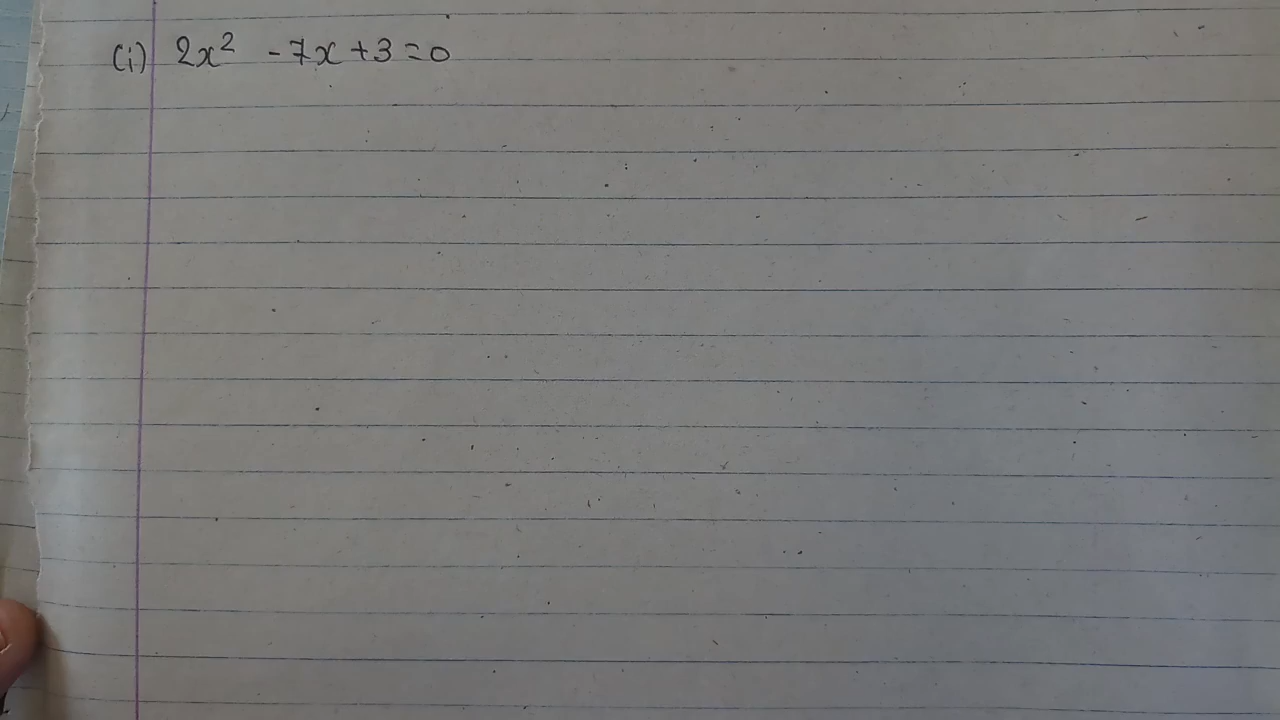 (i) 2x² - 7x + 3 = 0